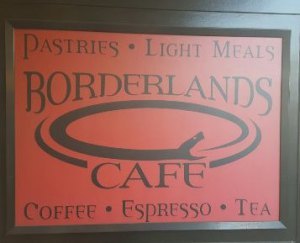 PASTRIES • LIGHT MEALS
BORDERLANDS
CAFÉ
COFFEE • ESPRESSO • TEA